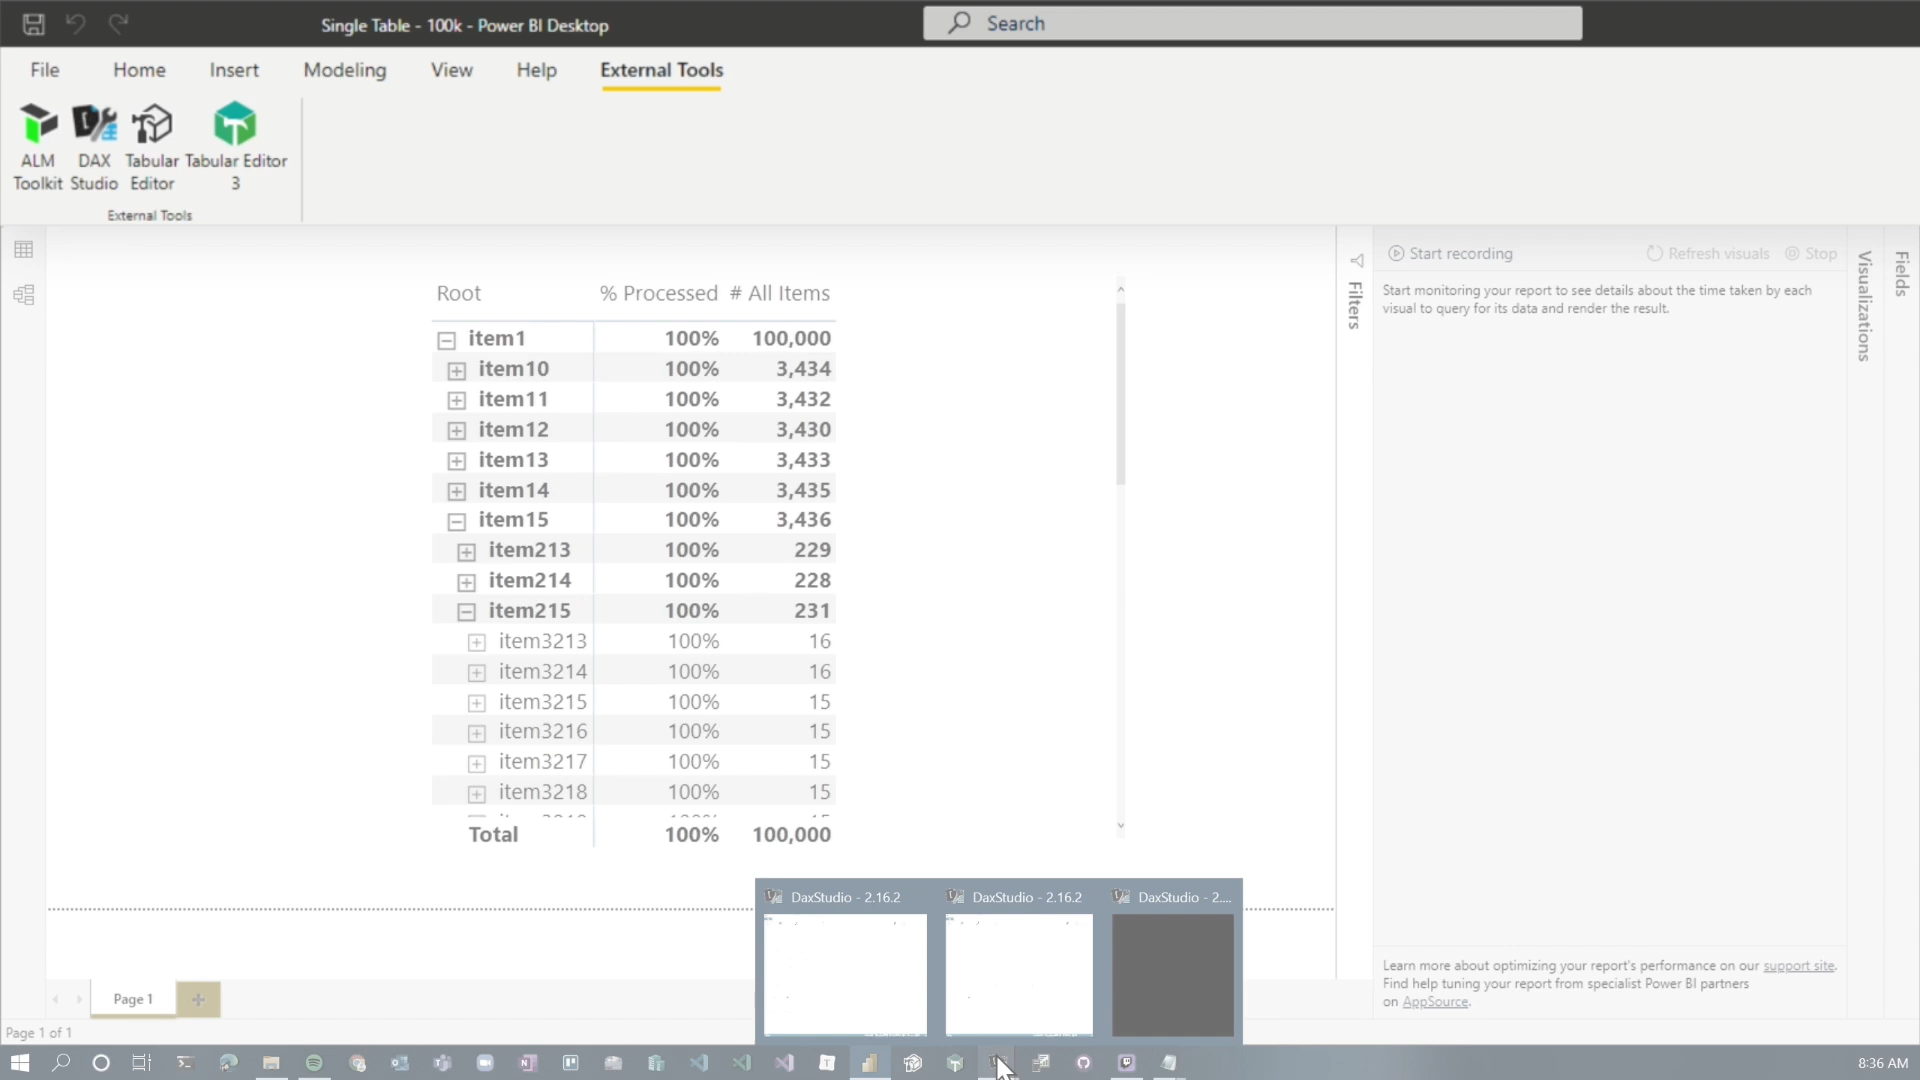 Single Table - 100k - Power BI Desktop
Search
File Home Insert Modeling View Help External Tools
ALM Toolkit
DAX Studio
Tabular Editor
Tabular Editor 3
External Tools
Root % Processed # All Items
item1 100% 100,000
item10 100% 3,434
item11 100% 3,432
item12 100% 3,430
item13 100% 3,433
item14 100% 3,435
item15 100% 3,436
item213 100% 229
item214 100% 228
item215 100% 231
item3213 100% 16
item3214 100% 16
item3215 100% 15
item3216 100% 15
item3217 100% 15
item3218 100% 15
Total 100% 100,000
Filters
Start recording Refresh visuals Stop
Start monitoring your report to see details about the time taken by each
visual to query for its data and render the result.
Visualizations
Fields
Learn more about optimizing your report's performance on our support site.
Find help tuning your report from specialist Power BI partners
on AppSource.
DaxStudio - 2.16.2 DaxStudio - 2.16.2 DaxStudio - 2....
Page 1
Page 1 of 1
8:36 AM